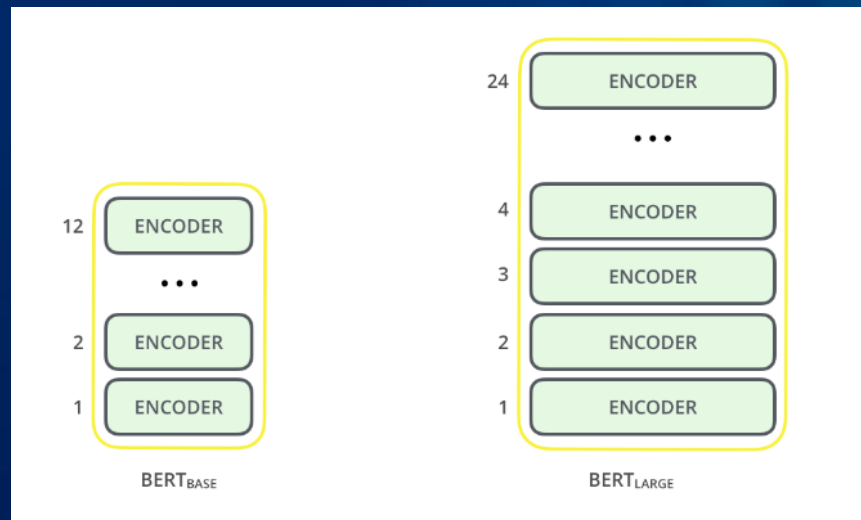 12 ENCODER
...
2 ENCODER
1 ENCODER
BERTBASE
24 ENCODER
...
4 ENCODER
3 ENCODER
2 ENCODER
1 ENCODER
BERTLARGE